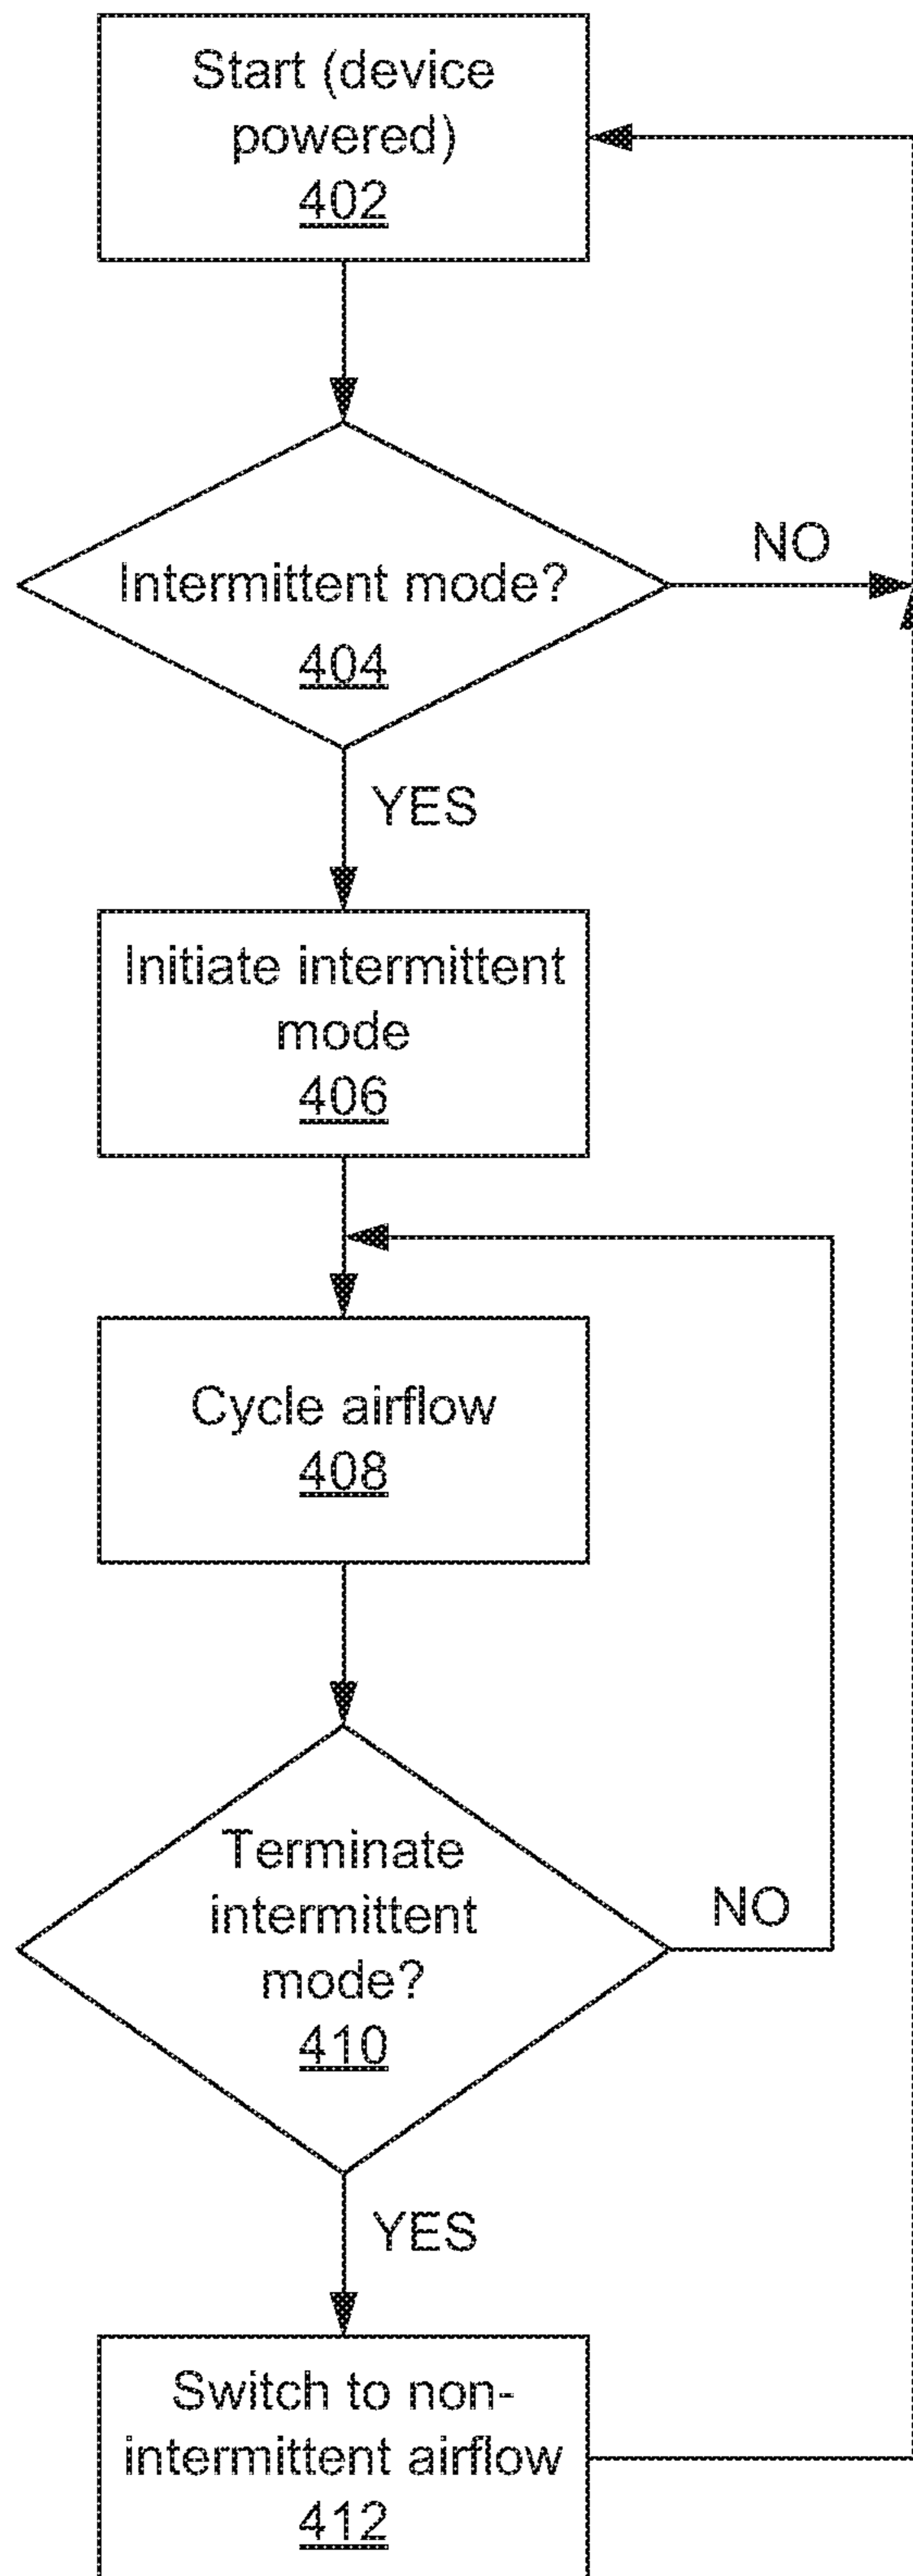 Start (device
powered)
402
Intermittent mode?
404
NO
YES
Initiate intermittent
mode
406
Cycle airflow
408
Terminate
intermittent
mode?
410
NO
YES
Switch to non-
intermittent airflow
412